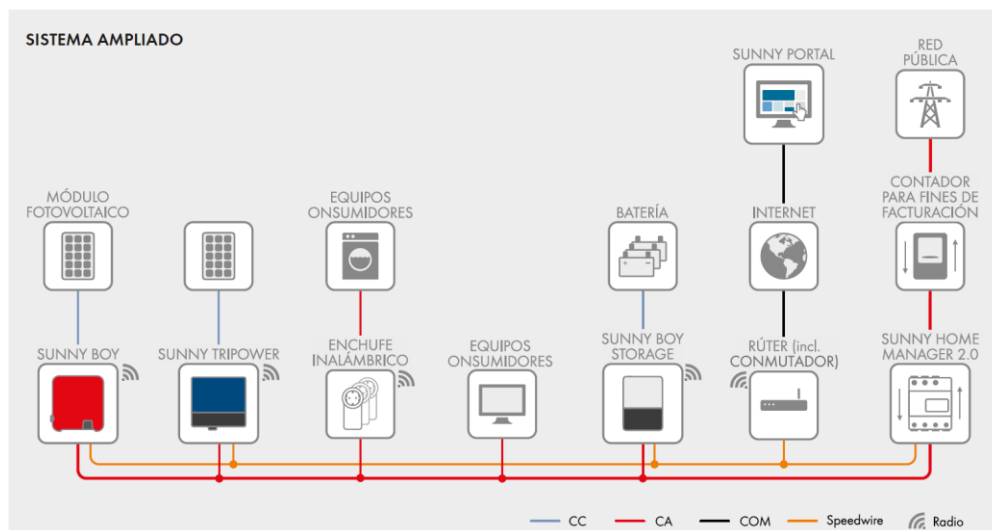 SISTEMA AMPLIADO
SUNNY PORTAL
RED
PÚBLICA
MÓDULO
FOTOVOLTAICO
EQUIPOS
ONSUMIDORES
BATERÍA
INTERNET
CONTADOR
PARA FINES DE
FACTURACIÓN
SUNNY BOY
SUNNY TRIPOWER
ENCHUFE
INALÁMBRICO
EQUIPOS
ONSUMIDORES
SUNNY BOY
STORAGE
RÚTER (incl.
CONMUTADOR)
SUNNY HOME
MANAGER 2.0
CC
CA
COM
Speedwire
Radio